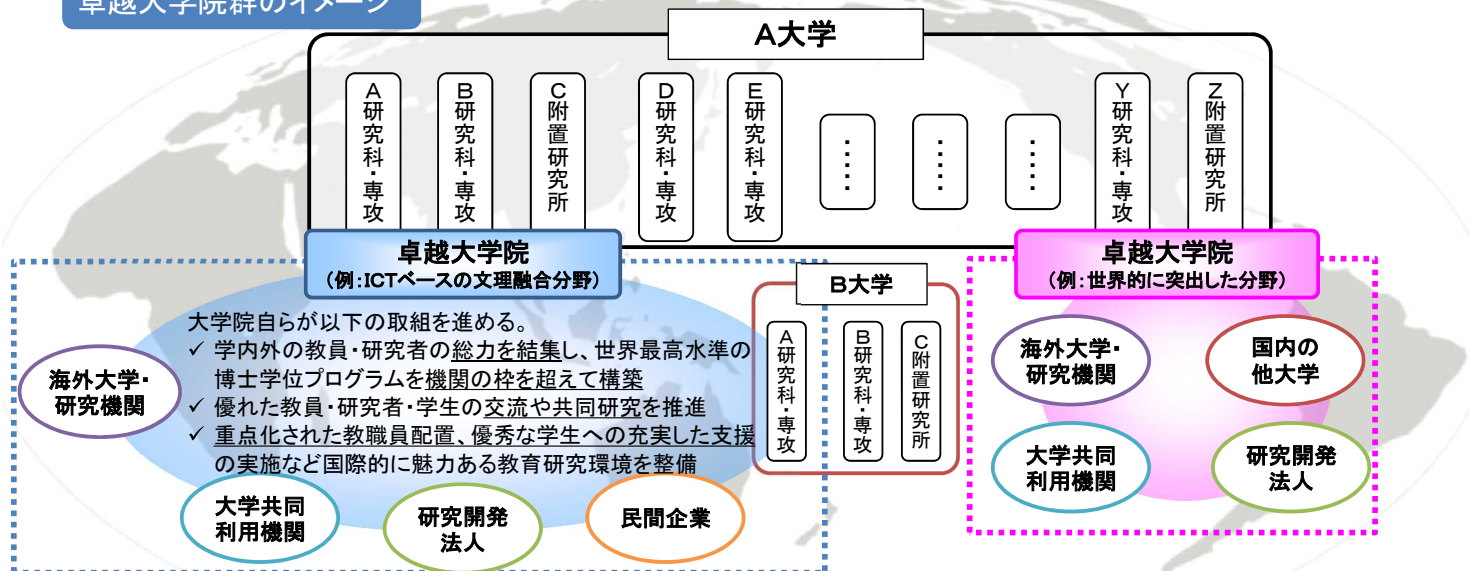 卓越大学院群のイメージ
A大学
A研究科・専攻
B研究科・専攻
C附置研究所
D研究科・専攻
E研究科・専攻
・・・・・
・・・・・
・・・・・
Y研究科・専攻
Z附置研究所
卓越大学院
（例：ICTベースの文理融合分野）
大学院自らが以下の取組を進める。
✓ 学内外の教員・研究者の総力を結集し、世界最高水準の
博士学位プログラムを機関の枠を超えて構築
✓ 優れた教員・研究者・学生の交流や共同研究を推進
✓ 重点化された教職員配置、優秀な学生への充実した支援
の実施など国際的に魅力ある教育研究環境を整備
海外大学・
研究機関
大学共同
利用機関
研究開発
法人
民間企業
B大学
A研究科・専攻
B研究科・専攻
C附置研究所
卓越大学院
（例：世界的に突出した分野）
海外大学・
研究機関
国内の
他大学
大学共同
利用機関
研究開発
法人